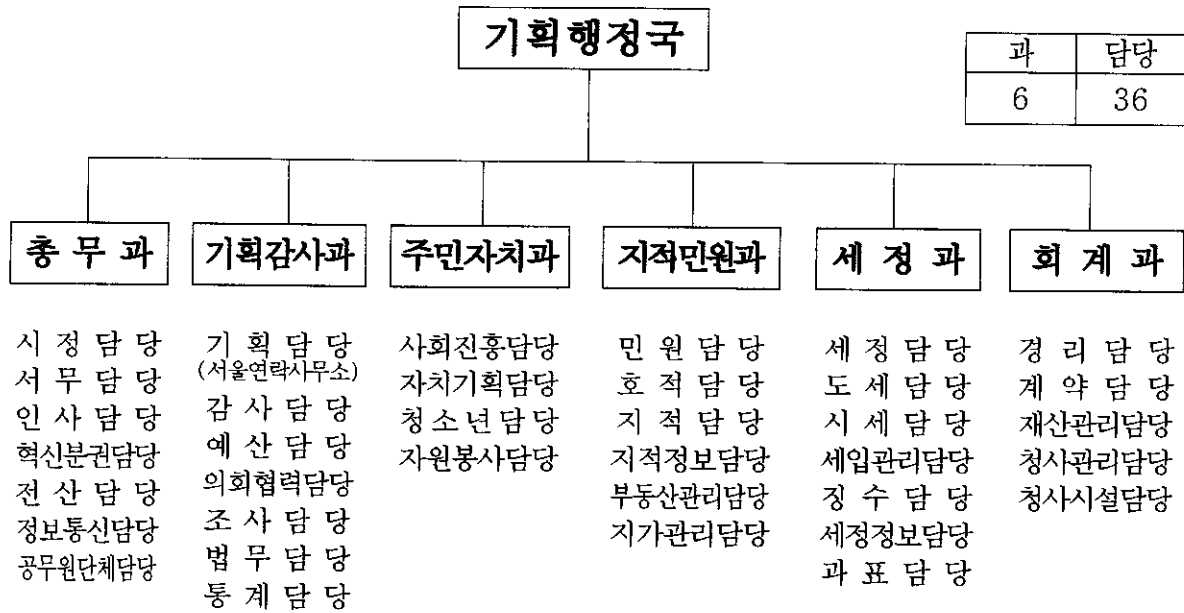 기획행정국
과 담당
6 36
총 무 과
기획감사과
주민자치과
지적민원과
세 정 과
회 계 과
시 정 담 당
서 무 담 당
인 사 담 당
혁신분권담당
전 산 담 당
정보통신담당
공무원단체담당
기 획 담 당
(서울연락사무소)
감 사 담 당
예 산 담 당
의회협력담당
조 사 담 당
법 무 담 당
통 계 담 당
사회진흥담당
자치기획담당
청소년담당
자원봉사담당
민 원 담 당
호 적 담 당
지 적 담 당
지적정보담당
부동산관리담당
지가관리담당
세 정 담 당
도 세 담 당
시 세 담 당
세입관리담당
징 수 담 당
세정정보담당
과 표 담 당
경 리 담 당
계 약 담 당
재산관리담당
청사관리담당
청사시설담당